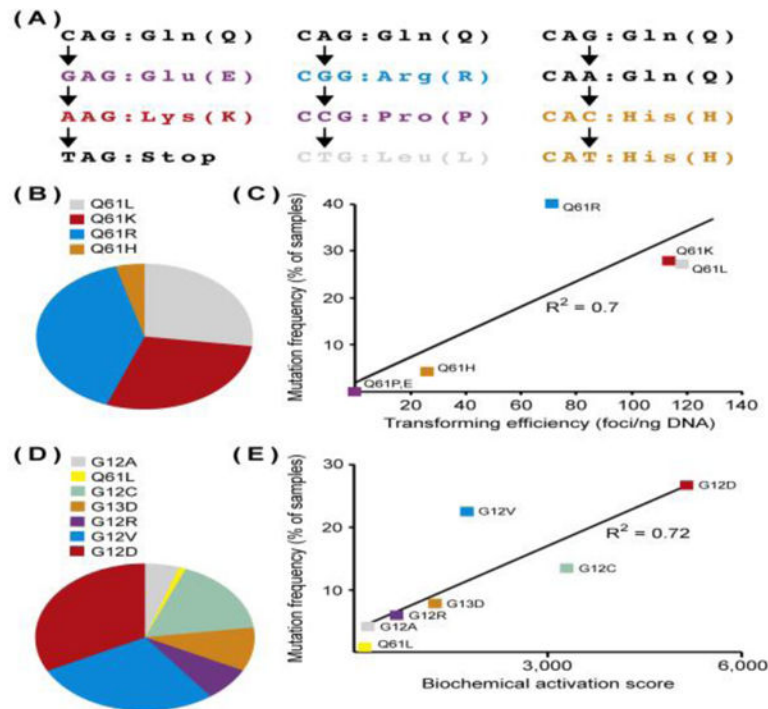 (A)
CAG:Gln(Q) CAG:Gln(Q) CAG:Gln(Q)
GAG:Glu(E) CGG:Arg(R) CAA:Gln(Q)
AAG:Lys(K) CCG:Pro(P) CAC:His(H)
TAG:Stop CTG:Leu(L) CAT:His(H)
(B)
Q61L
Q61K
Q61R
Q61H
(C)
Mutation frequency (% of samples)
40
30
20
10
Q61R
Q61K
Q61L
R2 = 0.7
Q61H
Q61P,E
20 40 60 80 100 120 140
Transforming efficiency (foci/ng DNA)
(D)
G12A
Q61L
G12C
G13D
G12R
G12V
G12D
(E)
Mutation frequency (% of samples)
30
20
10
G12D
G12V
R2 = 0.72
G12C
G13D
G12R
G12A
Q61L
3,000 6,000
Biochemical activation score